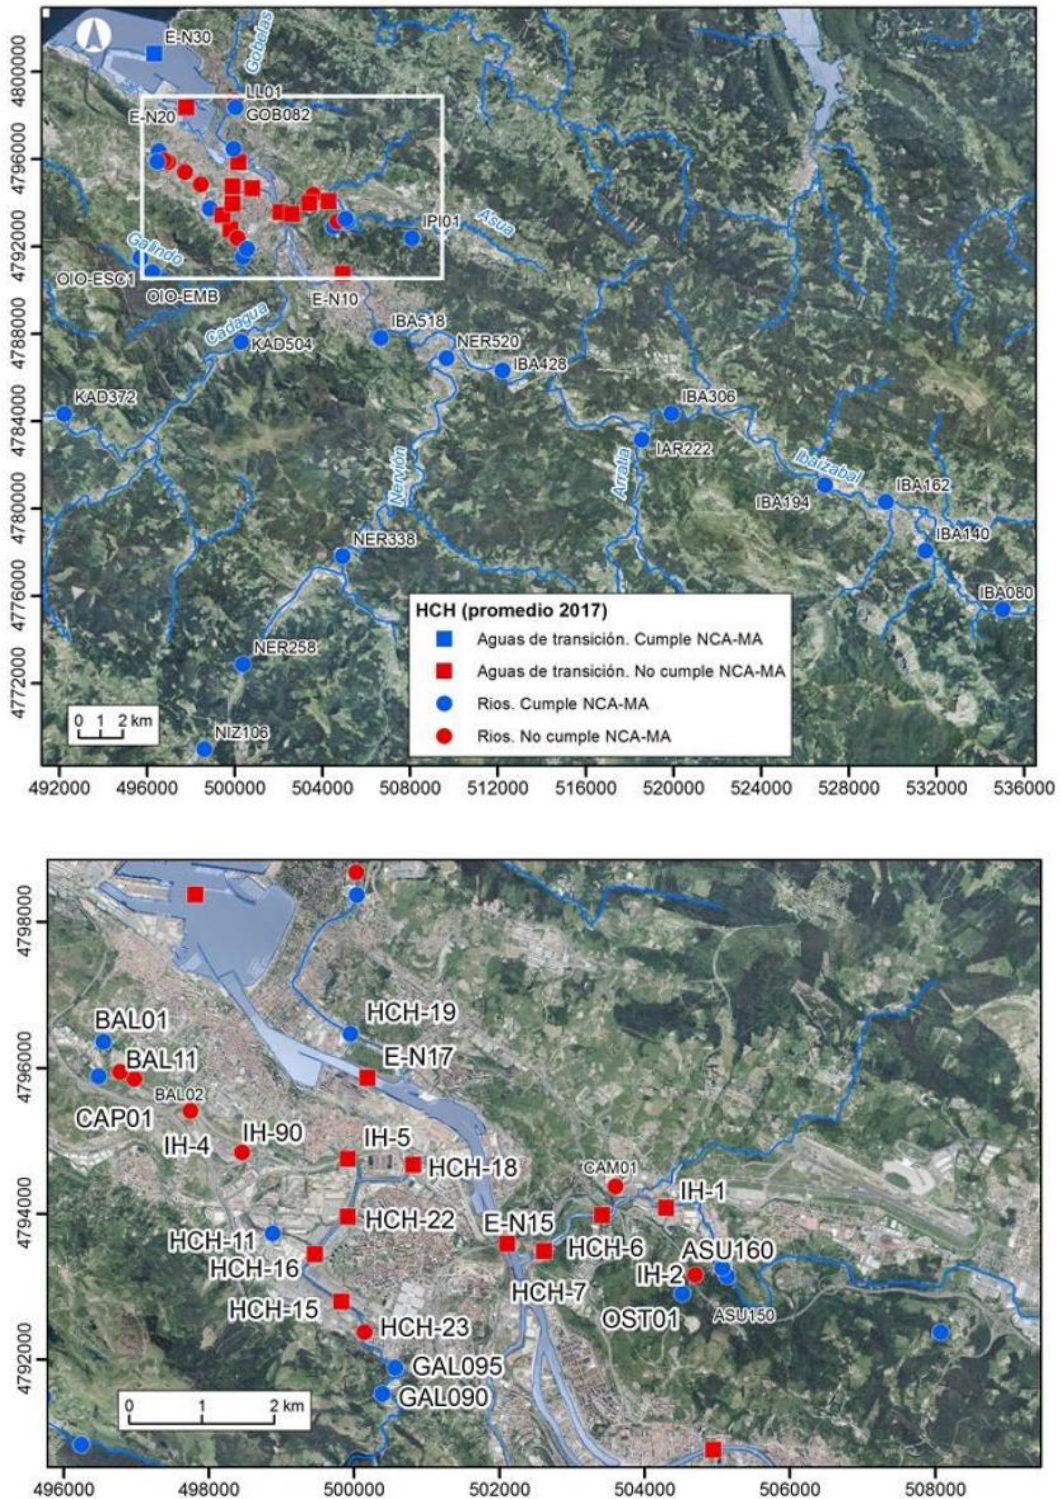 E-N30
Gobelas
LL01
E-N20
GOB082
IPI01
Asua
Galindo
OIO-ESC1
OIO-EMB
E-N10
Cadagua
IBA518
KAD504
NER520
IBA428
KAD372
IBA306
IAR222
Nervión
Arratia
Ibaizabal
IBA194
IBA162
IBA140
NER338
IBA080
NER258
NIZ106
HCH (promedio 2017)
Aguas de transición. Cumple NCA-MA
Aguas de transición. No cumple NCA-MA
Rios. Cumple NCA-MA
Rios. No cumple NCA-MA
0 1 2 km
4800000
4796000
4792000
4788000
4784000
4780000
4776000
4772000
492000 496000 500000 504000 508000 512000 516000 520000 524000 528000 532000 536000
HCH-19
BAL01
E-N17
BAL11
BAL02
CAP01
IH-90
IH-4
IH-5
HCH-18
CAM01
IH-1
HCH-22
E-N15
HCH-11
HCH-6
ASU160
HCH-16
IH-2
HCH-7
HCH-15
OST01
ASU150
HCH-23
GAL095
GAL090
0 1 2 km
4798000
4796000
4794000
4792000
496000 498000 500000 502000 504000 506000 508000